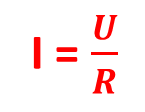 I = U/R